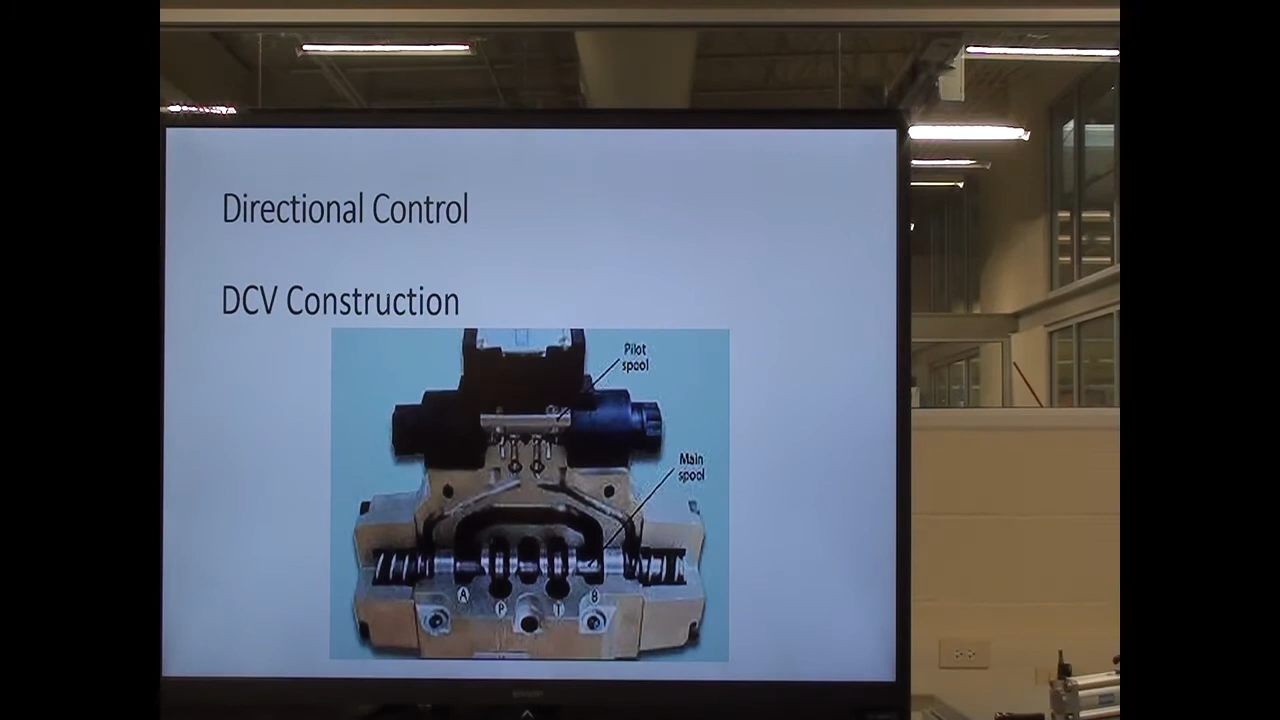 Directional Control
DCV Construction
Pilot
spool
Main
spool
A
P
T
B